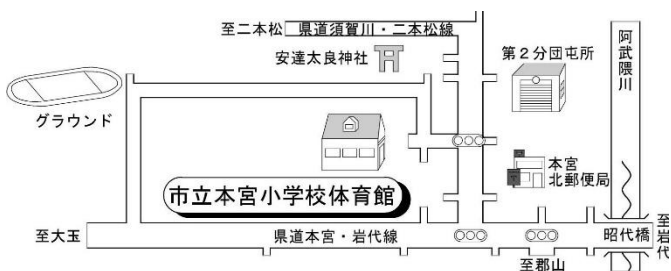 至二本松
県道須賀川・二本松線
安達太良神社
第2分団屯所
阿武隈川
グラウンド
本宮
北郵便局
市立本宮小学校体育館
至大玉
県道本宮・岩代線
昭代橋
至岩代
至郡山